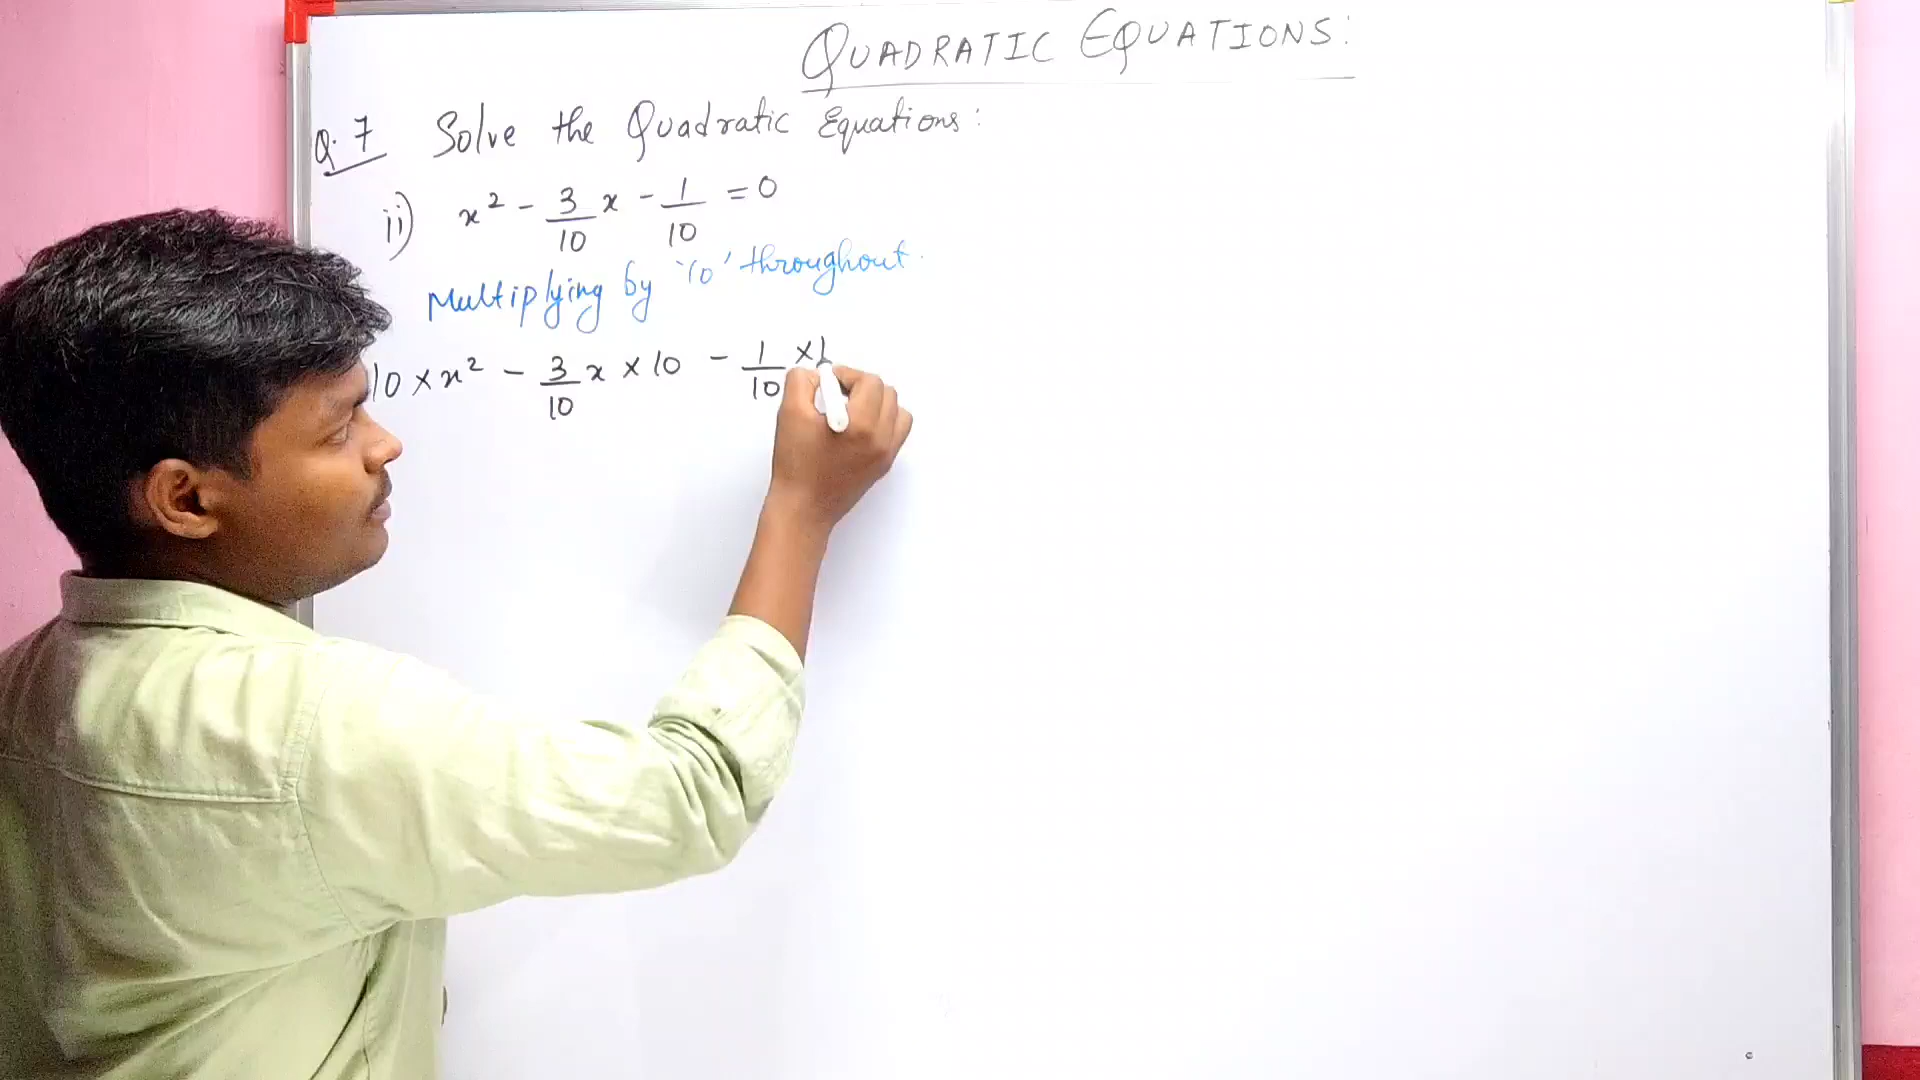 QUADRATIC EQUATIONS:
Q.7 Solve the Quadratic Equations:
ii) x² - 3/10 x - 1/10 = 0
Multiplying by '10' throughout.
10 × x² - 3/10 x × 10 - 1/10 × 1